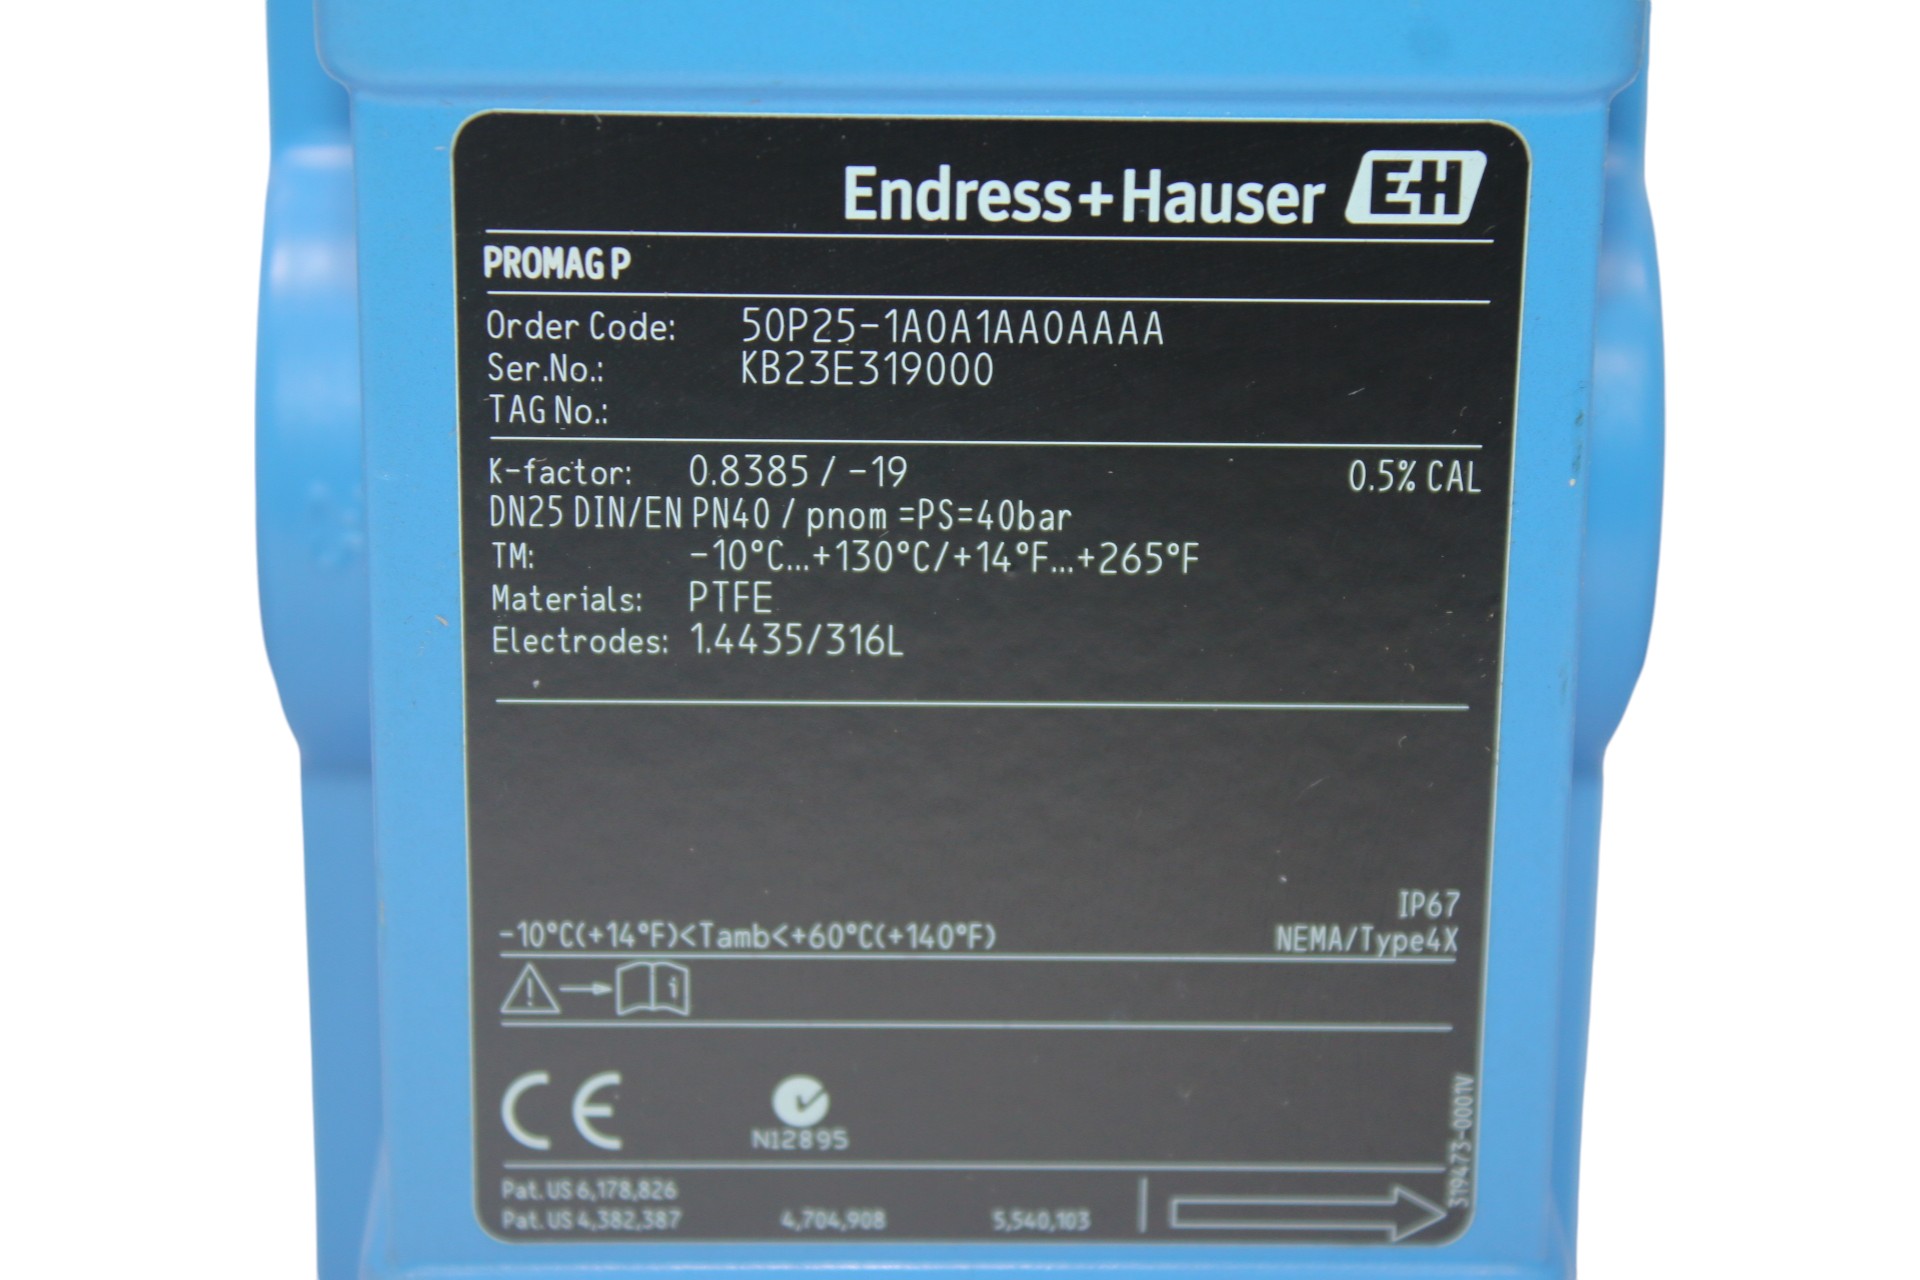 Endress+Hauser EH
PROMAG P
Order Code: 50P25-1A0A1AA0AAAA
Ser.No.: KB23E319000
TAG No.:
K-factor: 0.8385 / -19 0.5% CAL
DN25 DIN/EN PN40 / pnom =PS=40bar
TM: -10°C...+130°C/+14°F...+265°F
Materials: PTFE
Electrodes: 1.4435/316L
IP67
-10°C(+14°F)<Tamb<+60°C(+140°F) NEMA/Type4X
i
CE
N12895
319473-0001V
Pat. US 6,178,826
Pat. US 4,382,387 4,704,908 5,540,103